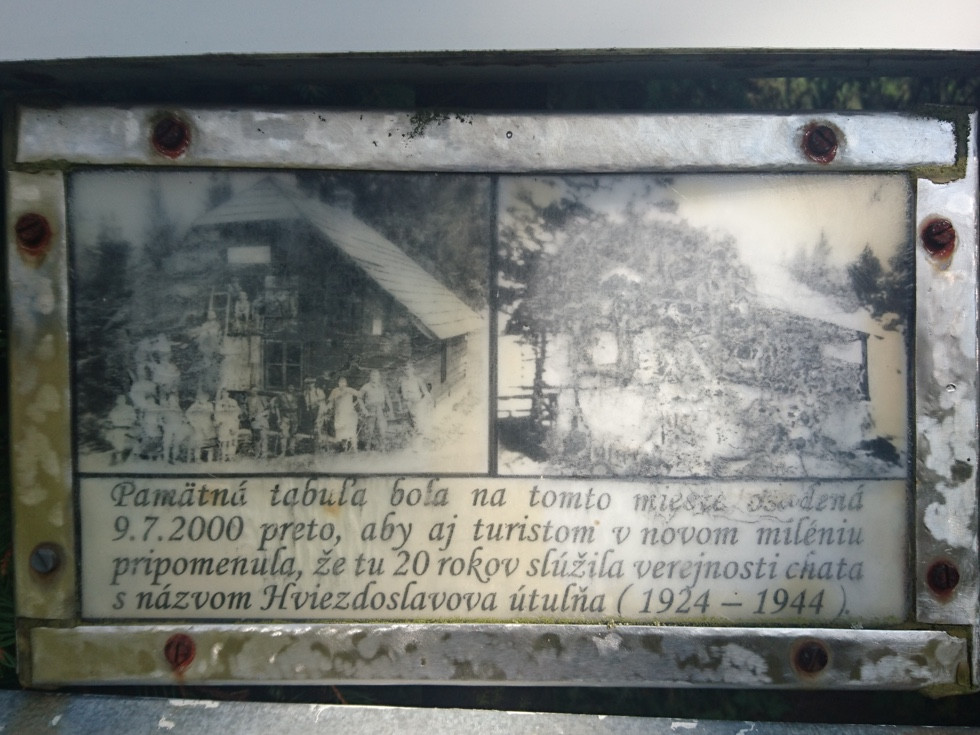 Pamätná tabuľa bola na tomto mieste osadená
9.7.2000 preto, aby aj turistom v novom miléniu
pripomenula, že tu 20 rokov slúžila verejnosti chata
s názvom Hviezdoslavova útulňa ( 1924 – 1944 ).